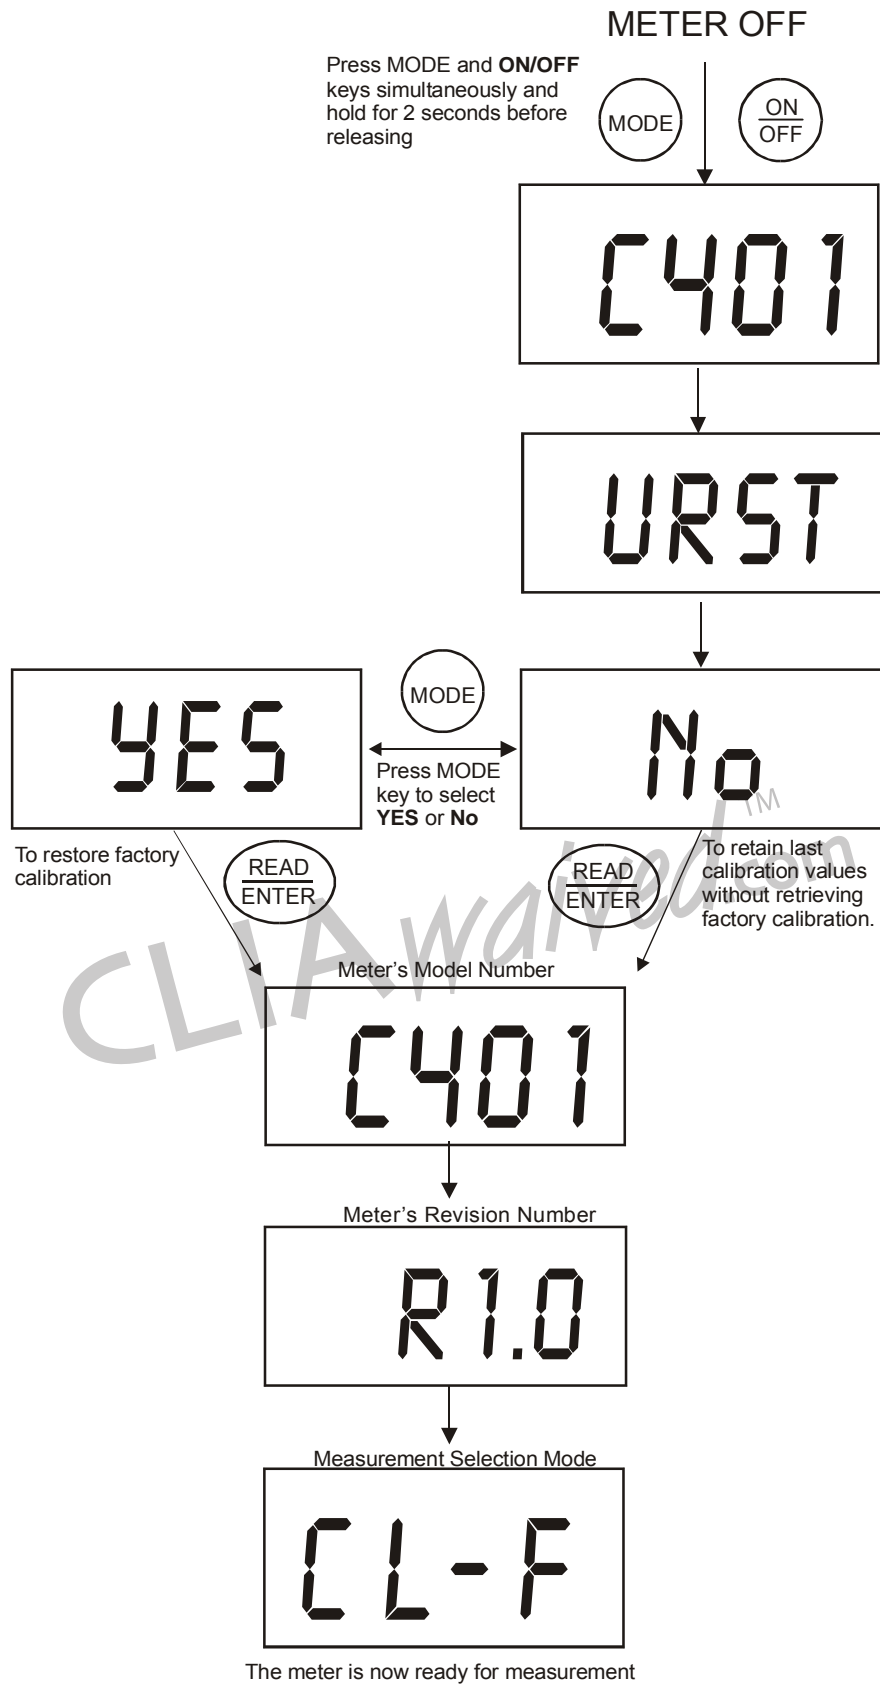 METER OFF
Press MODE and ON/OFF
keys simultaneously and
hold for 2 seconds before
releasing
MODE
ON
OFF
C401
URST
YES
MODE
Press MODE
key to select
YES or No
No
To restore factory
calibration
READ
ENTER
READ
ENTER
To retain last
calibration values
without retrieving
factory calibration.
CLIAwaived.com™
Meter's Model Number
C401
Meter's Revision Number
R1.0
Measurement Selection Mode
CL-F
The meter is now ready for measurement